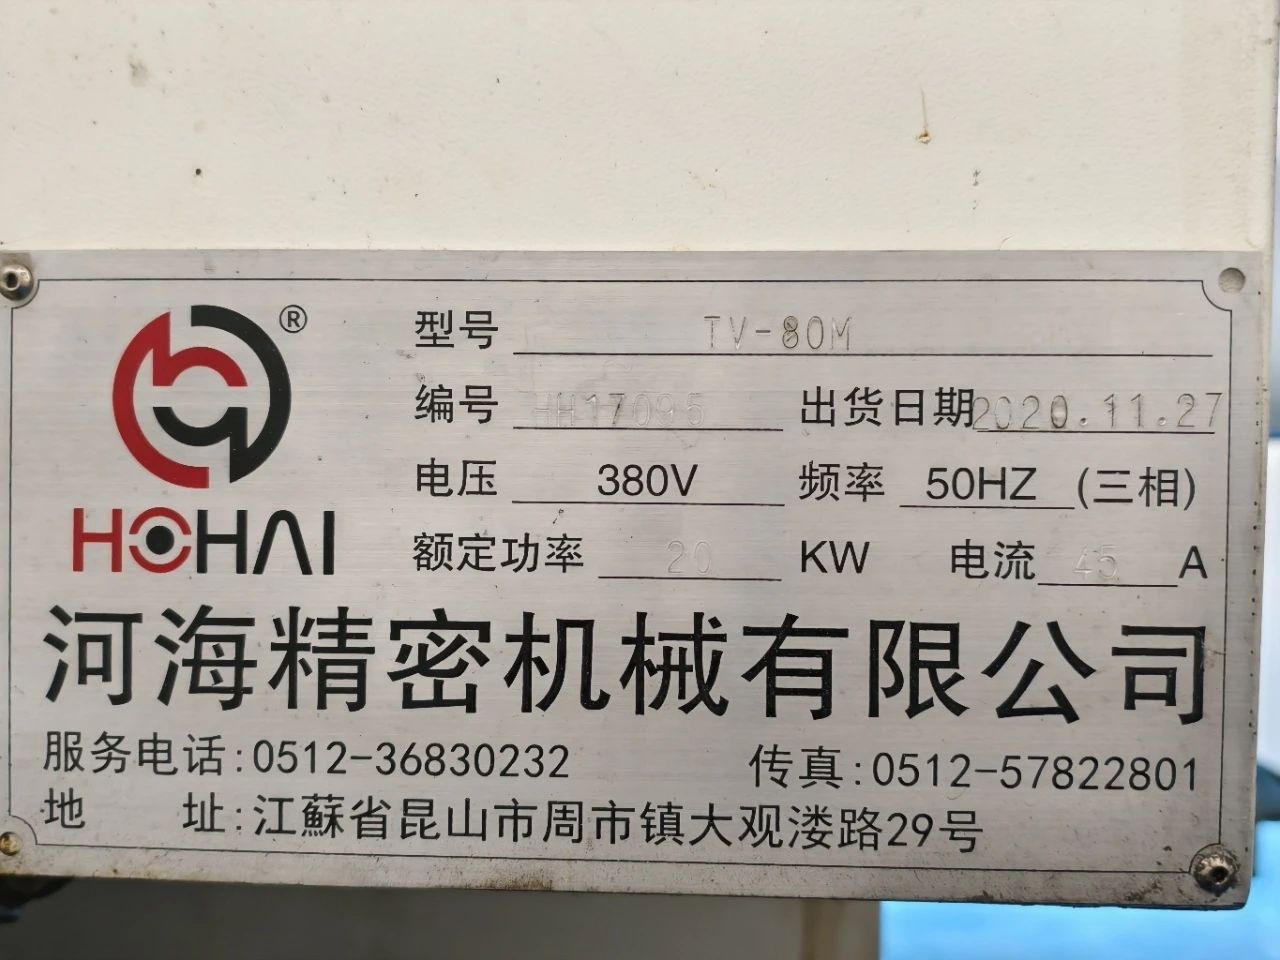 ®
HOHAI
型号 TV-80M
编号 HH17095 出货日期 2020.11.27
电压 380V 频率 50HZ (三相)
额定功率 20 KW 电流 45 A
河海精密机械有限公司
服务电话:0512-36830232 传真:0512-57822801
地 址:江蘇省昆山市周市镇大观溇路29号